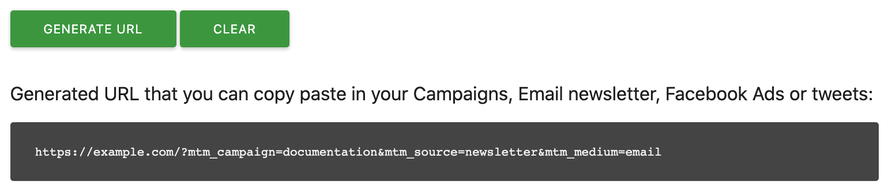 GENERATE URL CLEAR
Generated URL that you can copy paste in your Campaigns, Email newsletter, Facebook Ads or tweets:
https://example.com/?mtm_campaign=documentation&mtm_source=newsletter&mtm_medium=email